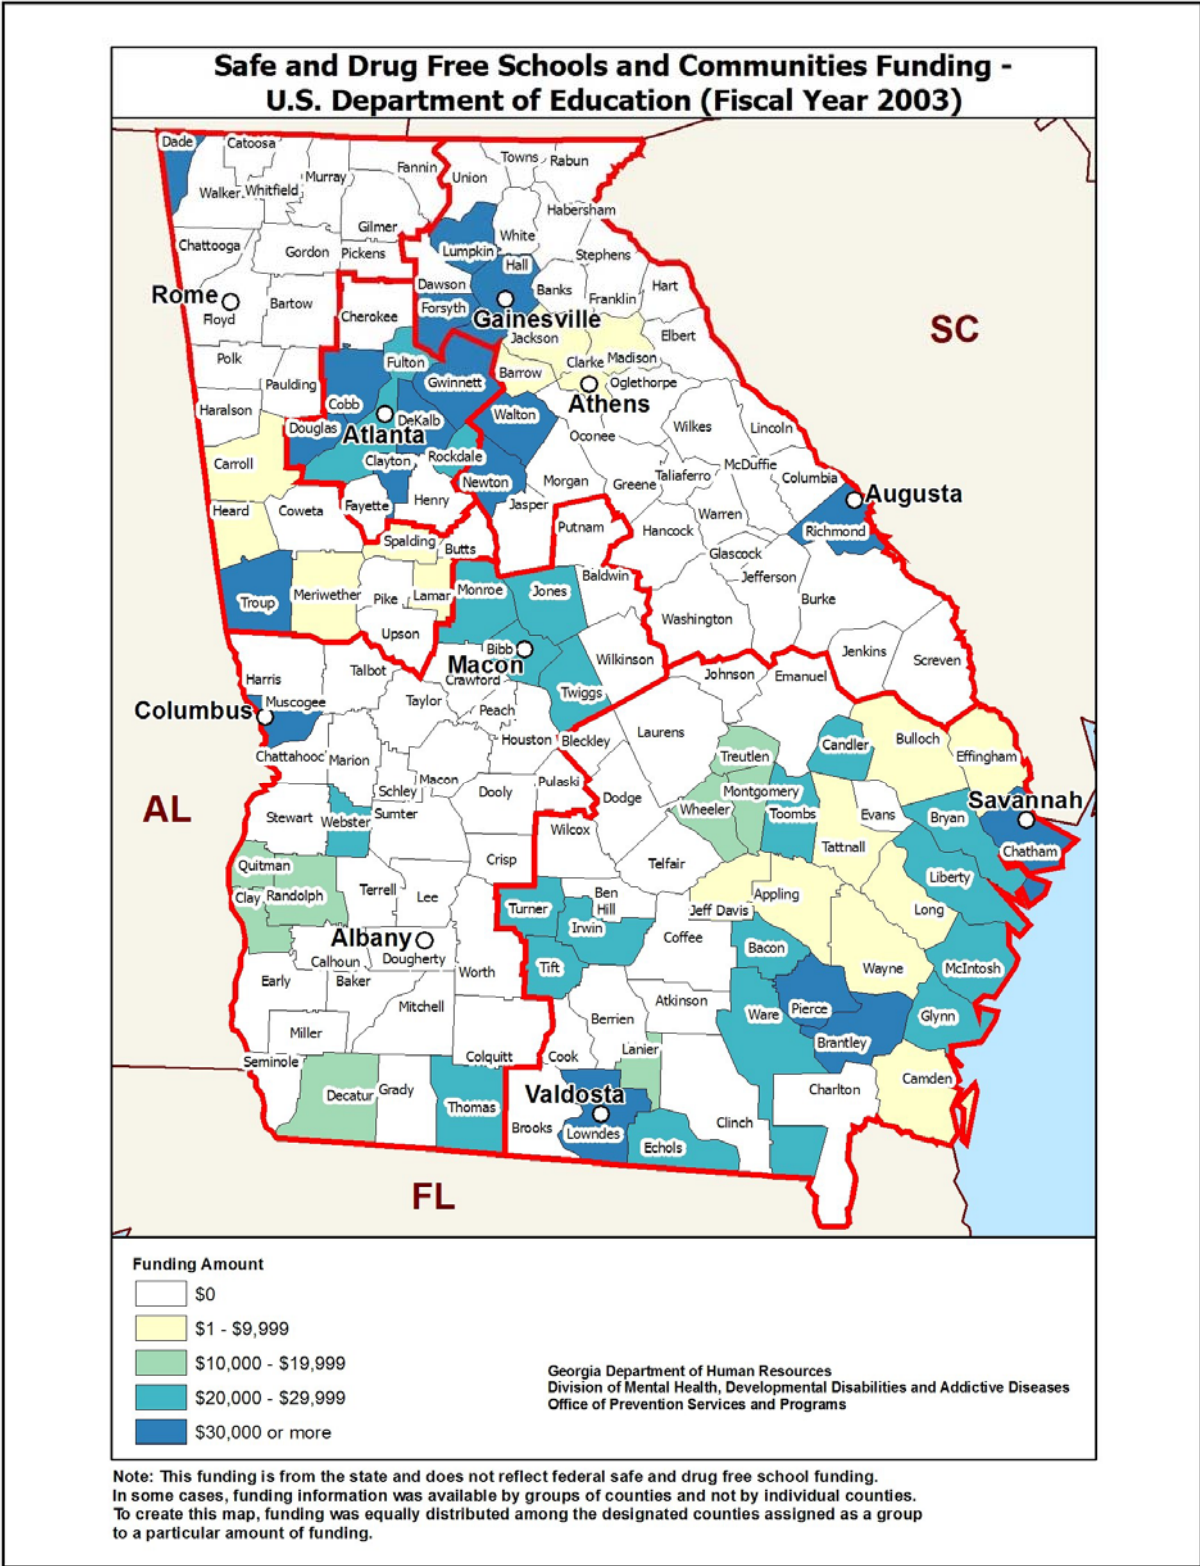 Safe and Drug Free Schools and Communities Funding -
U.S. Department of Education (Fiscal Year 2003)
Dade
Catoosa
Fannin
Towns
Rabun
Union
Murray
Walker
Whitfield
Habersham
Gilmer
White
Chattooga
Gordon
Pickens
Lumpkin
Stephens
Hall
Dawson
Banks
Hart
Rome
Franklin
Bartow
Forsyth
Floyd
Cherokee
Gainesville
SC
Jackson
Elbert
Polk
Fulton
Clarke
Madison
Barrow
Paulding
Gwinnett
Oglethorpe
Cobb
Athens
Haralson
Walton
DeKalb
Douglas
Atlanta
Oconee
Wilkes
Lincoln
Carroll
Clayton
Rockdale
McDuffie
Newton
Morgan
Greene
Taliaferro
Columbia
Augusta
Heard
Coweta
Fayette
Henry
Jasper
Warren
Putnam
Hancock
Richmond
Spalding
Butts
Glascock
Baldwin
Jefferson
Troup
Meriwether
Pike
Lamar
Monroe
Jones
Burke
Washington
Upson
Bibb
Macon
Wilkinson
Jenkins
Screven
Harris
Talbot
Crawford
Johnson
Emanuel
Twiggs
Muscogee
Taylor
Columbus
Peach
Laurens
Houston
Bleckley
Candler
Bulloch
Chattahooc
Marion
Treutlen
Effingham
Macon
Pulaski
Schley
Dooly
Dodge
Montgomery
AL
Savannah
Stewart
Webster
Sumter
Wheeler
Toombs
Evans
Bryan
Wilcox
Tattnall
Chatham
Quitman
Crisp
Telfair
Liberty
Clay
Randolph
Terrell
Lee
Ben
Hill
Appling
Turner
Jeff Davis
Long
Irwin
Albany
Coffee
Bacon
Calhoun
Dougherty
Tift
Wayne
McIntosh
Early
Baker
Worth
Mitchell
Atkinson
Pierce
Ware
Glynn
Berrien
Miller
Brantley
Lanier
Seminole
Colquitt
Cook
Camden
Decatur
Grady
Valdosta
Charlton
Thomas
Clinch
Brooks
Lowndes
Echols
FL
Funding Amount
$0
$1 - $9,999
$10,000 - $19,999
$20,000 - $29,999
$30,000 or more
Georgia Department of Human Resources
Division of Mental Health, Developmental Disabilities and Addictive Diseases
Office of Prevention Services and Programs
Note: This funding is from the state and does not reflect federal safe and drug free school funding.
In some cases, funding information was available by groups of counties and not by individual counties.
To create this map, funding was equally distributed among the designated counties assigned as a group
to a particular amount of funding.